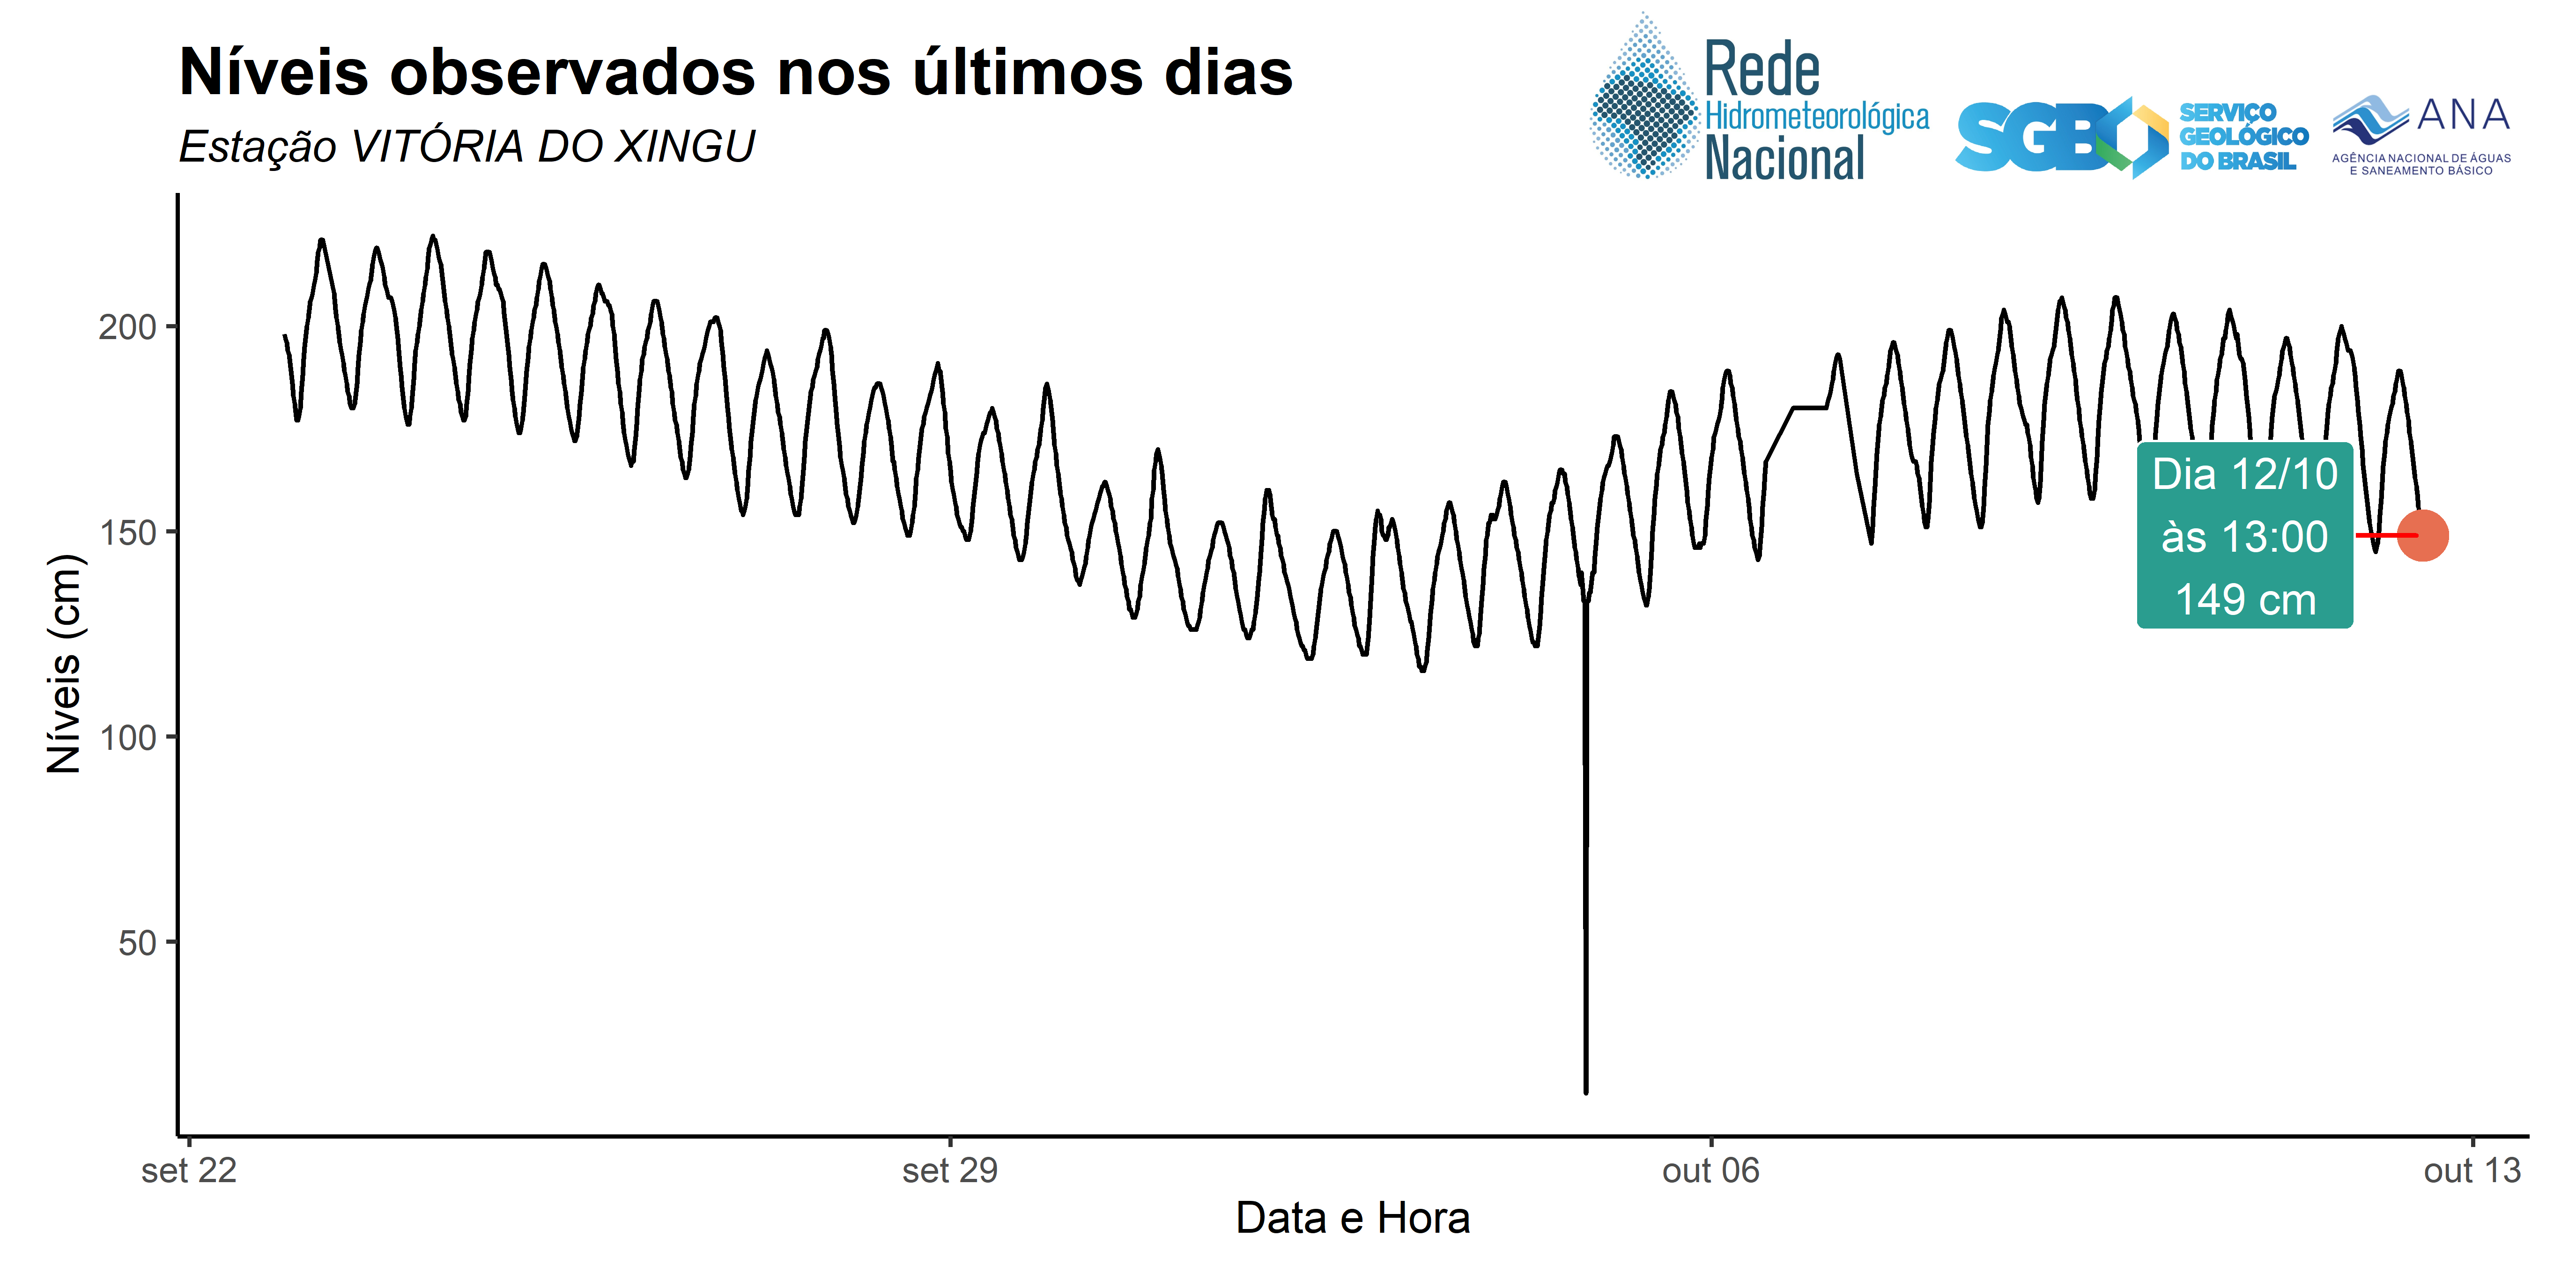 Níveis observados nos últimos dias
Estação VITÓRIA DO XINGU
Rede
Hidrometeorológica
Nacional
SGB
SERVIÇO
GEOLÓGICO
DO BRASIL
ANA
AGÊNCIA NACIONAL DE ÁGUAS
E SANEAMENTO BÁSICO
Níveis (cm)
200
150
100
50
Dia 12/10
às 13:00
149 cm
set 22
set 29
out 06
out 13
Data e Hora